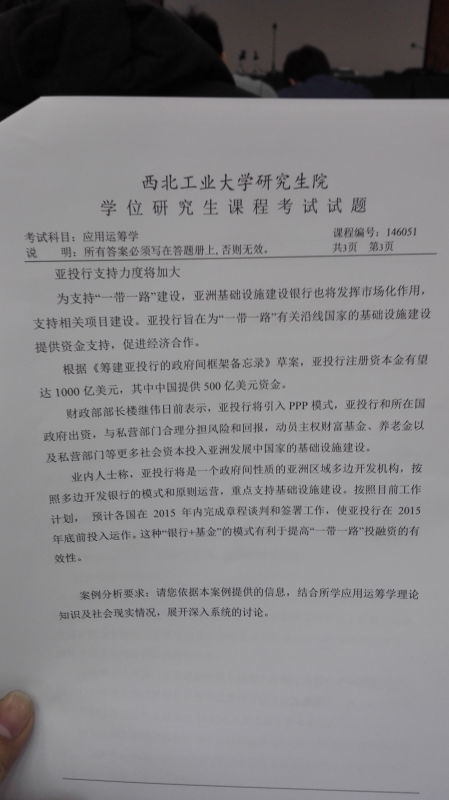 西北工业大学研究生院
学位研究生课程考试试题
考试科目：应用运筹学 课程编号：146051
说 明：所有答案必须写在答题册上,否则无效。 共3页 第3页
亚投行支持力度将加大
为支持“一带一路”建设，亚洲基础设施建设银行也将发挥市场化作用，
支持相关项目建设。亚投行旨在为“一带一路”有关沿线国家的基础设施建设
提供资金支持，促进经济合作。
根据《筹建亚投行的政府间框架备忘录》草案，亚投行注册资本金有望
达 1000 亿美元，其中中国提供 500 亿美元资金。
财政部部长楼继伟日前表示，亚投行将引入 PPP 模式，亚投行和所在国
政府出资，与私营部门合理分担风险和回报，动员主权财富基金、养老金以
及私营部门等更多社会资本投入亚洲发展中国家的基础设施建设。
业内人士称，亚投行将是一个政府间性质的亚洲区域多边开发机构，按
照多边开发银行的模式和原则运营，重点支持基础设施建设。按照目前工作
计划， 预计各国在 2015 年内完成章程谈判和签署工作，使亚投行在 2015
年底前投入运作。这种“银行+基金”的模式有利于提高“一带一路”投融资的有
效性。
案例分析要求：请您依据本案例提供的信息，结合所学应用运筹学理论
知识及社会现实情况，展开深入系统的讨论。